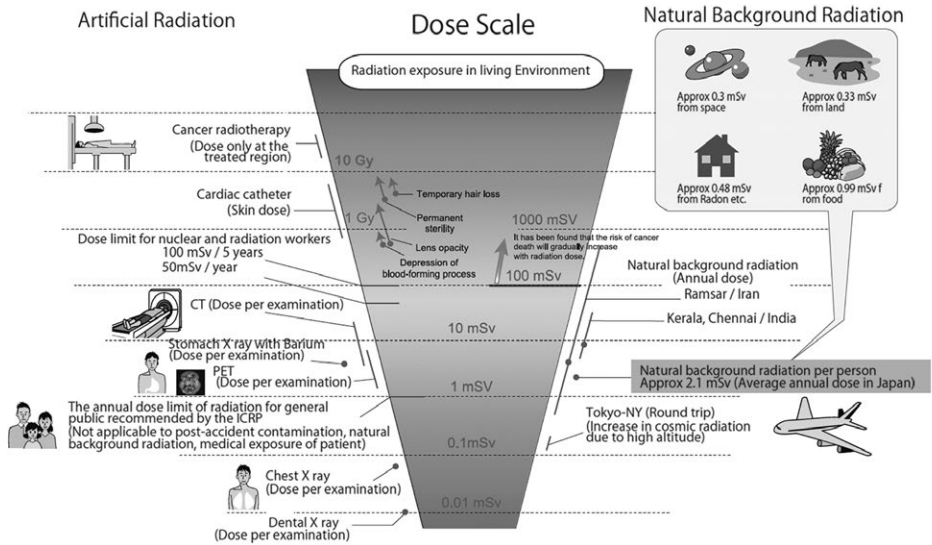 Artificial Radiation
Dose Scale
Natural Background Radiation
Radiation exposure in living Environment
Approx 0.3 mSv
from space
Approx 0.33 mSv
from land
Approx 0.48 mSv
from Radon etc.
Approx 0.99 mSv f
rom food
Cancer radiotherapy
(Dose only at the
treated region)
10 Gy
Cardiac catheter
(Skin dose)
1 Gy
Temporary hair loss
Permanent
sterility
Lens opacity
Depression of
blood-forming process
1000 mSV
It has been found that the risk of cancer
death will gradually increase
with radiation dose.
100 mSv
Dose limit for nuclear and radiation workers
100 mSv / 5 years
50mSv / year
Natural background radiation
(Annual dose)
Ramsar / Iran
Kerala, Chennai / India
CT (Dose per examination)
10 mSv
Stomach X ray with Barium
(Dose per examination)
PET
(Dose per examination)
1 mSV
Natural background radiation per person
Approx 2.1 mSv (Average annual dose in Japan)
The annual dose limit of radiation for general
public recommended by the ICRP
(Not applicable to post-accident contamination, natural
background radiation, medical exposure of patient)
Tokyo-NY (Round trip)
(Increase in cosmic radiation
due to high altitude)
0.1mSv
Chest X ray
(Dose per examination)
0.01 mSv
Dental X ray
(Dose per examination)